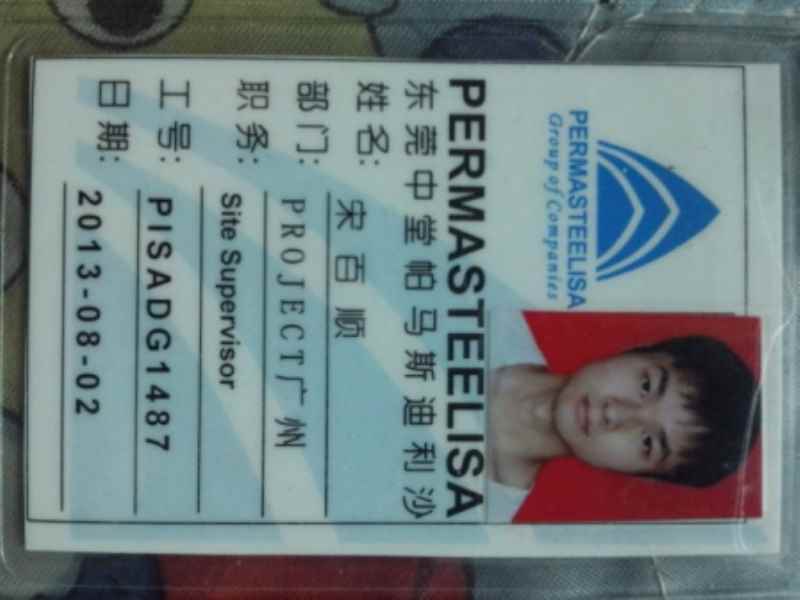 PERMASTEELISA
Group of Companies
PERMASTEELISA
东莞中堂帕马斯迪利沙
姓名: 宋百顺
部门: PROJECT广州
职务: Site Supervisor
工号: PISADG1487
日期: 2013-08-02